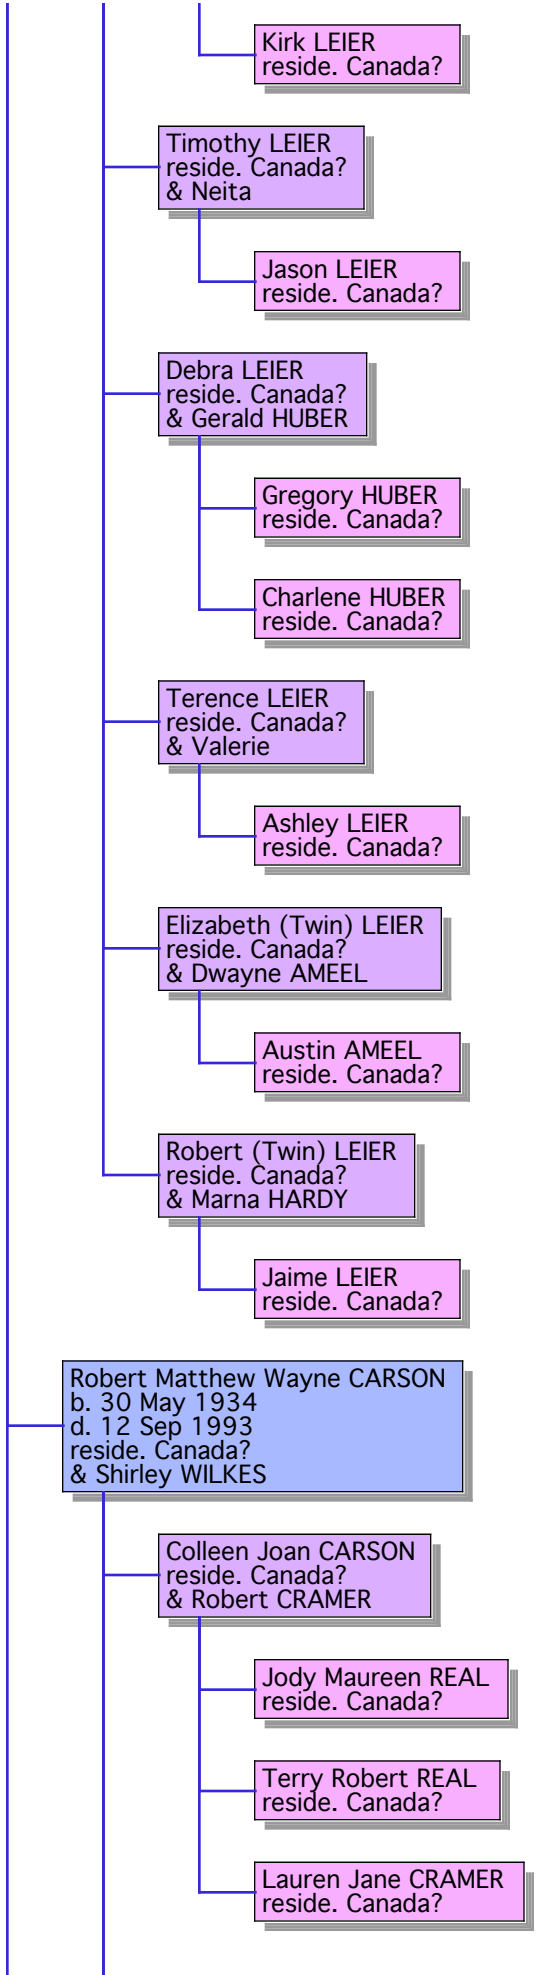 Kirk LEIER
reside. Canada?
Timothy LEIER
reside. Canada?
& Neita
Jason LEIER
reside. Canada?
Debra LEIER
reside. Canada?
& Gerald HUBER
Gregory HUBER
reside. Canada?
Charlene HUBER
reside. Canada?
Terence LEIER
reside. Canada?
& Valerie
Ashley LEIER
reside. Canada?
Elizabeth (Twin) LEIER
reside. Canada?
& Dwayne AMEEL
Austin AMEEL
reside. Canada?
Robert (Twin) LEIER
reside. Canada?
& Marna HARDY
Jaime LEIER
reside. Canada?
Robert Matthew Wayne CARSON
b. 30 May 1934
d. 12 Sep 1993
reside. Canada?
& Shirley WILKES
Colleen Joan CARSON
reside. Canada?
& Robert CRAMER
Jody Maureen REAL
reside. Canada?
Terry Robert REAL
reside. Canada?
Lauren Jane CRAMER
reside. Canada?